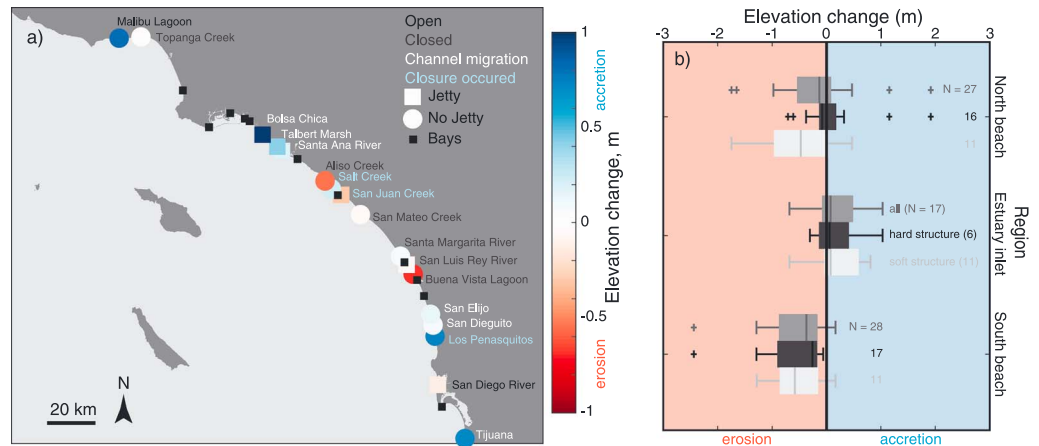 a)
Malibu Lagoon
Topanga Creek
Open
Closed
Channel migration
Closure occured
Jetty
No Jetty
Bays
Bolsa Chica
Talbert Marsh
Santa Ana River
Aliso Creek
Salt Creek
San Juan Creek
San Mateo Creek
Santa Margarita River
San Luis Rey River
Buena Vista Lagoon
San Elijo
San Dieguito
Los Penasquitos
San Diego River
Tijuana
N
20 km
1
0.5
0
-0.5
-1
accretion
erosion
Elevation change, m
Elevation change (m)
-3 -2 -1 0 1 2 3
b)
N = 27
16
11
all (N = 17)
hard structure (6)
soft structure (11)
N = 28
17
11
North beach
Estuary inlet
South beach
Region
erosion accretion